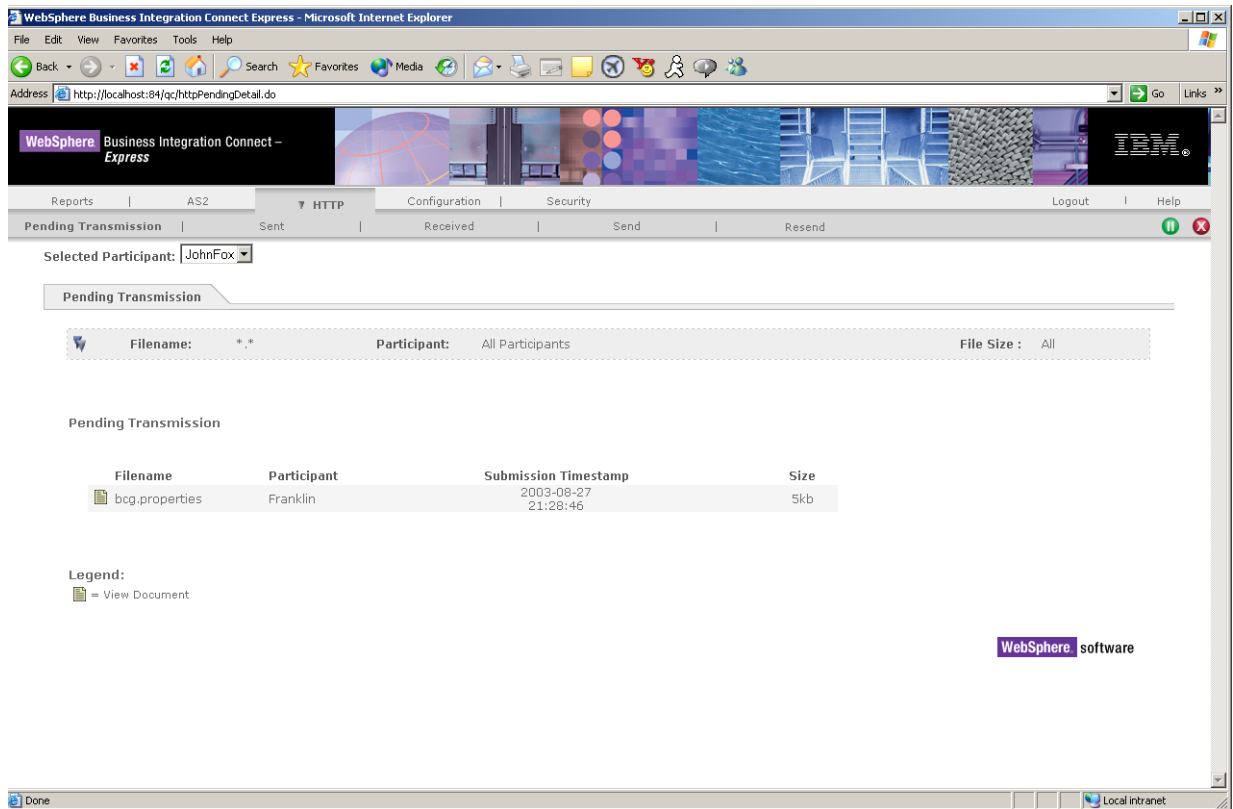 WebSphere Business Integration Connect Express - Microsoft Internet Explorer
File Edit View Favorites Tools Help
Back Search Favorites Media
Address http://localhost:84/qc/httpPendingDetail.do Go Links »
WebSphere. Business Integration Connect – IBM®
Express
Reports | AS2 HTTP Configuration | Security Logout | Help
Pending Transmission | Sent | Received | Send | Resend
Selected Participant: JohnFox
Pending Transmission
Filename: *.* Participant: All Participants File Size : All
Pending Transmission
Filename Participant Submission Timestamp Size
bcg.properties Franklin 2003-08-27 5kb
21:28:46
Legend:
= View Document
WebSphere. software
Done Local intranet